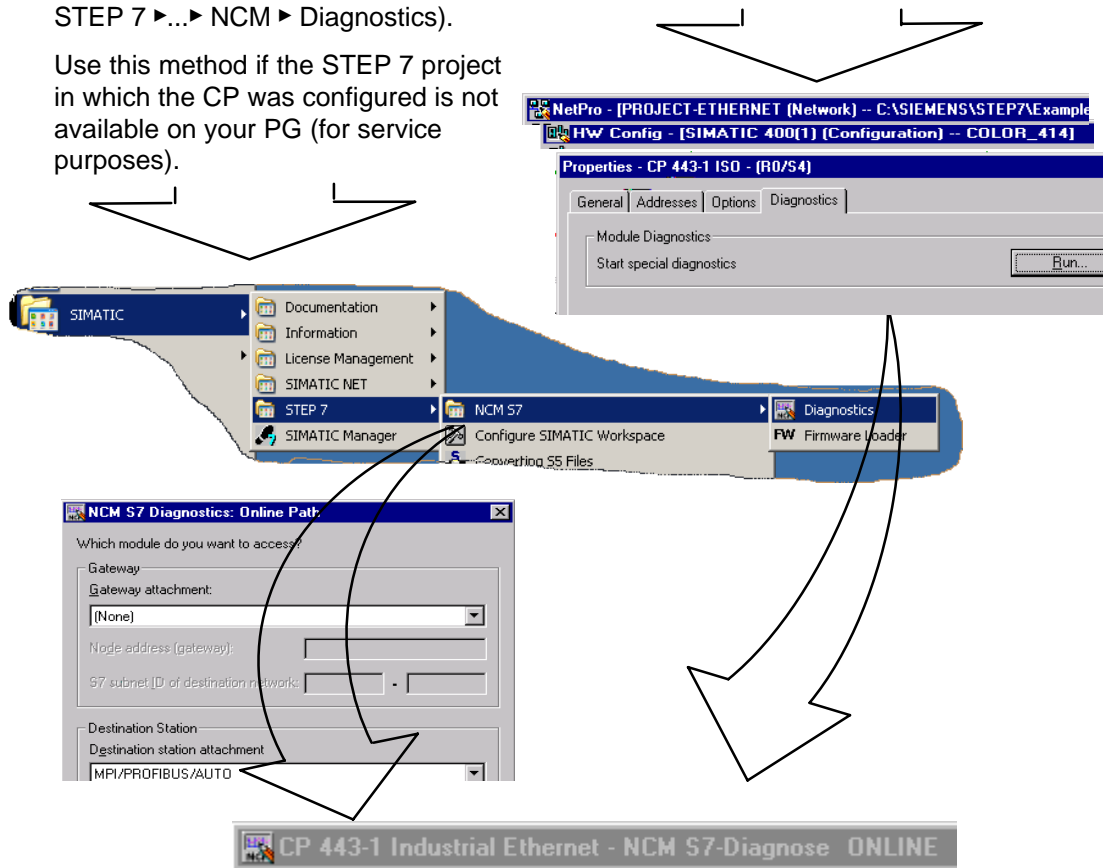 STEP 7 ►...► NCM ► Diagnostics).
Use this method if the STEP 7 project
in which the CP was configured is not
available on your PG (for service
purposes).
NetPro - [PROJECT-ETHERNET (Network) -- C:\SIEMENS\STEP7\Example
HW Config - [SIMATIC 400(1) (Configuration) -- COLOR_414]
Properties - CP 443-1 ISO - (R0/S4)
General Addresses Options Diagnostics
Module Diagnostics
Start special diagnostics Run...
SIMATIC
Documentation
Information
License Management
SIMATIC NET
STEP 7
SIMATIC Manager
NCM S7
Configure SIMATIC Workspace
Converting S5 Files
Diagnostics
FW Firmware Loader
NCM S7 Diagnostics: Online Path
Which module do you want to access?
Gateway
Gateway attachment:
(None)
Node address (gateway):
S7 subnet ID of destination network: -
Destination Station
Destination station attachment
MPI/PROFIBUS/AUTO
CP 443-1 Industrial Ethernet - NCM S7-Diagnose ONLINE